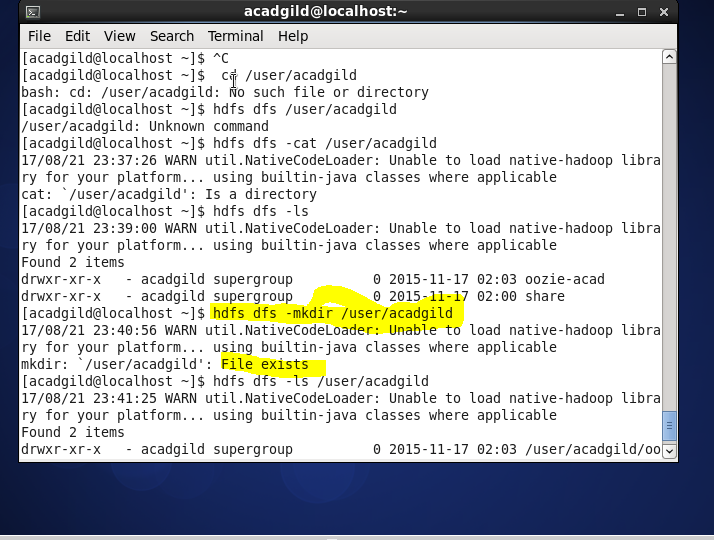 acadgild@localhost:~
File Edit View Search Terminal Help
[acadgild@localhost ~]$ ^C
[acadgild@localhost ~]$  cd /user/acadgild
bash: cd: /user/acadgild: No such file or directory
[acadgild@localhost ~]$ hdfs dfs /user/acadgild
/user/acadgild: Unknown command
[acadgild@localhost ~]$ hdfs dfs -cat /user/acadgild
17/08/21 23:37:26 WARN util.NativeCodeLoader: Unable to load native-hadoop libra
ry for your platform... using builtin-java classes where applicable
cat: `/user/acadgild': Is a directory
[acadgild@localhost ~]$ hdfs dfs -ls
17/08/21 23:39:00 WARN util.NativeCodeLoader: Unable to load native-hadoop libra
ry for your platform... using builtin-java classes where applicable
Found 2 items
drwxr-xr-x   - acadgild supergroup          0 2015-11-17 02:03 oozie-acad
drwxr-xr-x   - acadgild supergroup          0 2015-11-17 02:00 share
[acadgild@localhost ~]$ hdfs dfs -mkdir /user/acadgild
17/08/21 23:40:56 WARN util.NativeCodeLoader: Unable to load native-hadoop libra
ry for your platform... using builtin-java classes where applicable
mkdir: `/user/acadgild': File exists
[acadgild@localhost ~]$ hdfs dfs -ls /user/acadgild
17/08/21 23:41:25 WARN util.NativeCodeLoader: Unable to load native-hadoop libra
ry for your platform... using builtin-java classes where applicable
Found 2 items
drwxr-xr-x   - acadgild supergroup          0 2015-11-17 02:03 /user/acadgild/oo